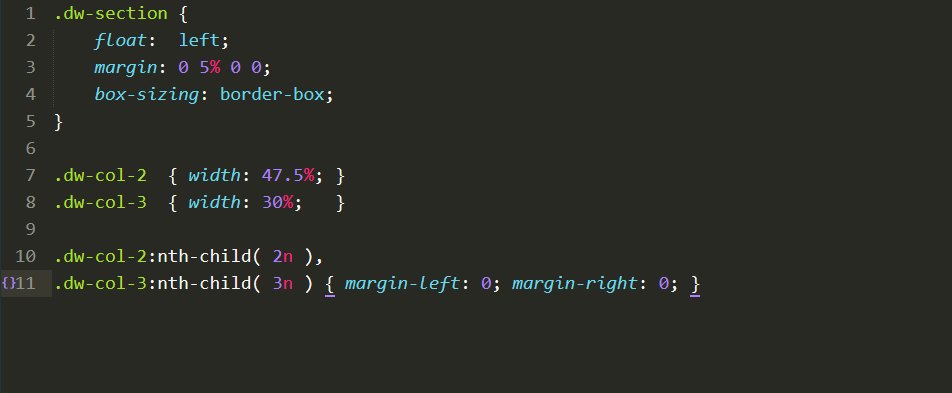 1 .dw-section {
2     float:  left;
3     margin: 0 5% 0 0;
4     box-sizing: border-box;
5 }
6
7 .dw-col-2  { width: 47.5%; }
8 .dw-col-3  { width: 30%;   }
9
10 .dw-col-2:nth-child( 2n ),
{}11 .dw-col-3:nth-child( 3n ) { margin-left: 0; margin-right: 0; }